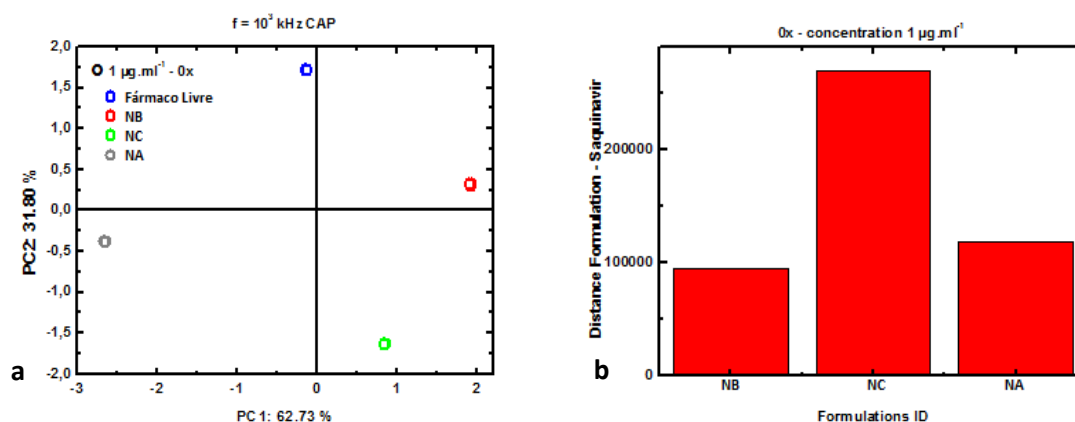 f = 10³ kHz CAP
2,0
1,5
1,0
0,5
0,0
-0,5
-1,0
-1,5
-2,0
PC2: 31.80 %
1 µg.ml⁻¹ - 0x
Fármaco Livre
NB
NC
NA
-3
-2
-1
0
1
2
PC1: 62.73 %
a
0x - concentration 1 µg.ml⁻¹
Distance Formulation - Saquinavir
200000
100000
0
NB
NC
NA
Formulations ID
b